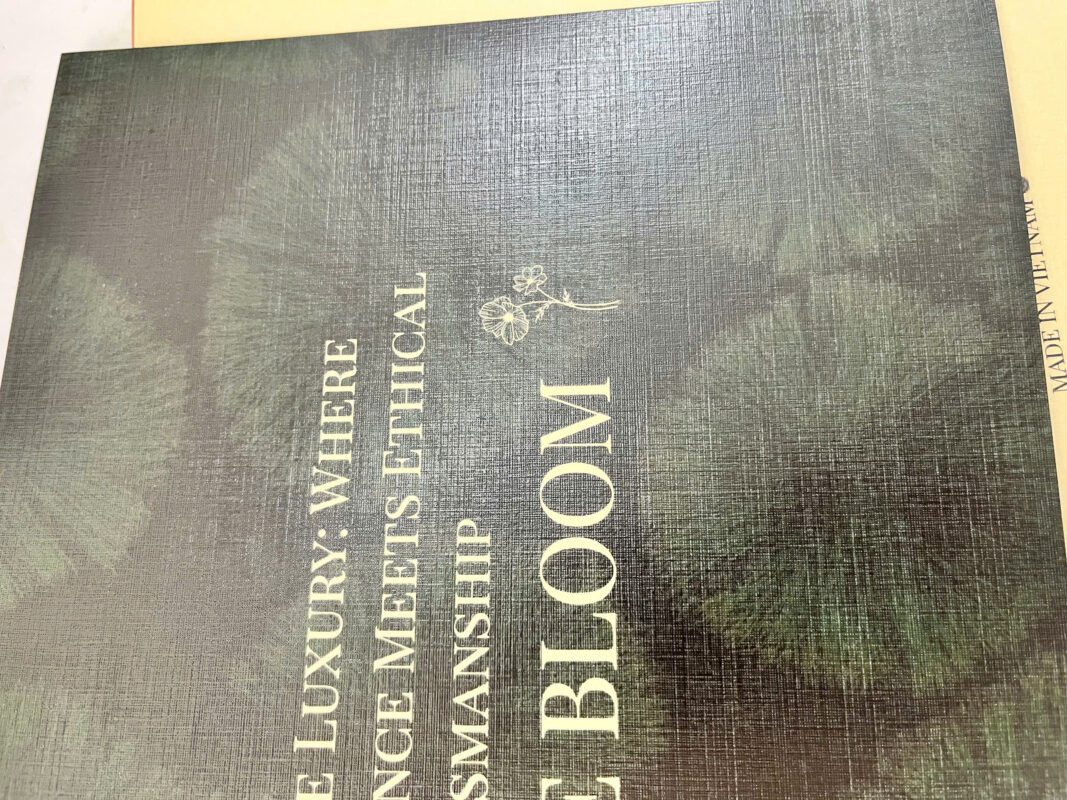 E LUXURY: WHERE
NCE MEETS ETHICAL
SMANSHIP
E BLOOM
MADE IN VIETNAM